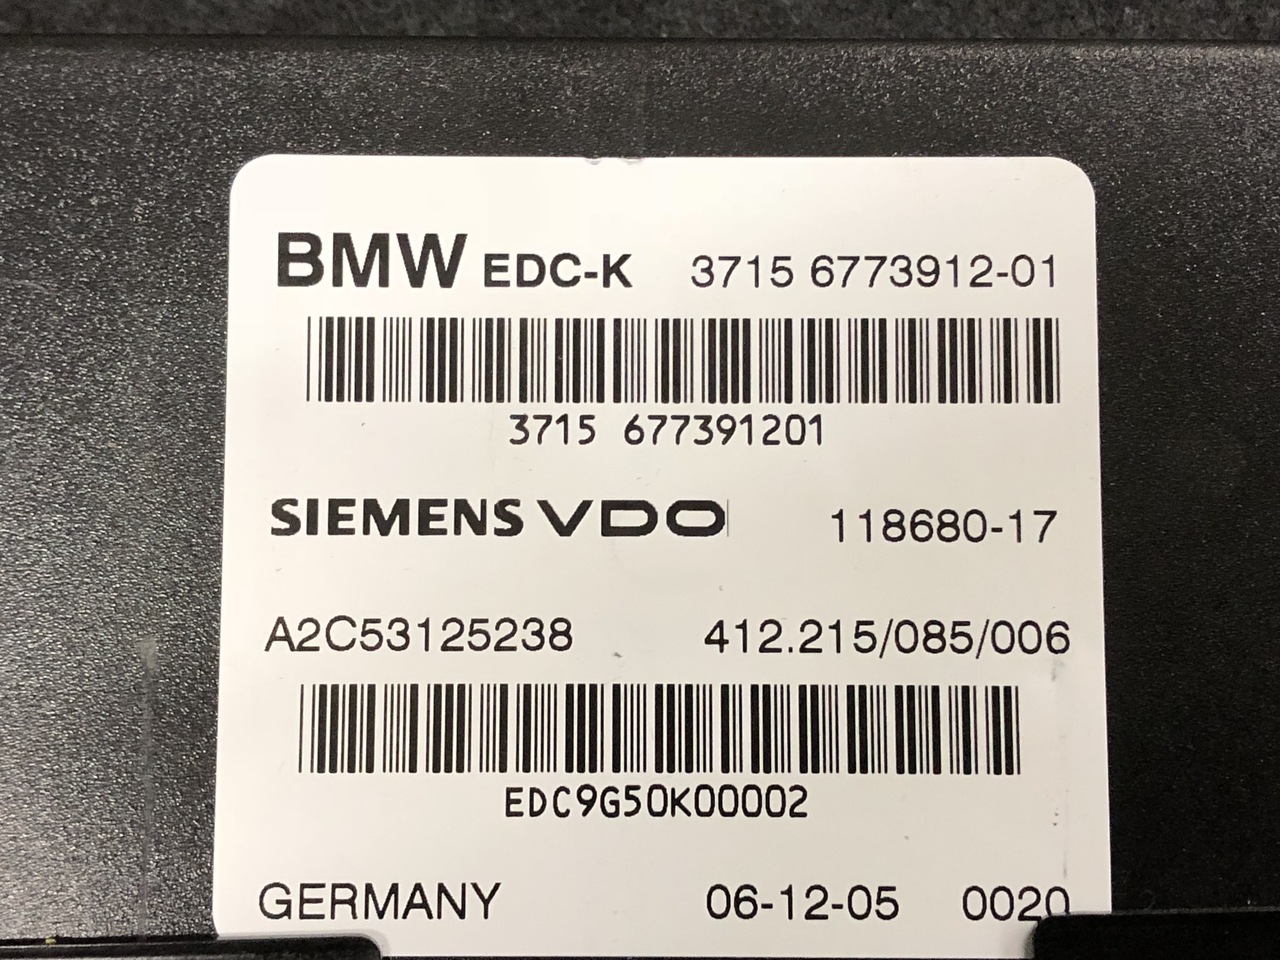 BMW EDC-K 3715 6773912-01
3715 677391201
SIEMENS VDO 118680-17
A2C53125238 412.215/085/006
EDC9G50K00002
GERMANY 06-12-05 0020